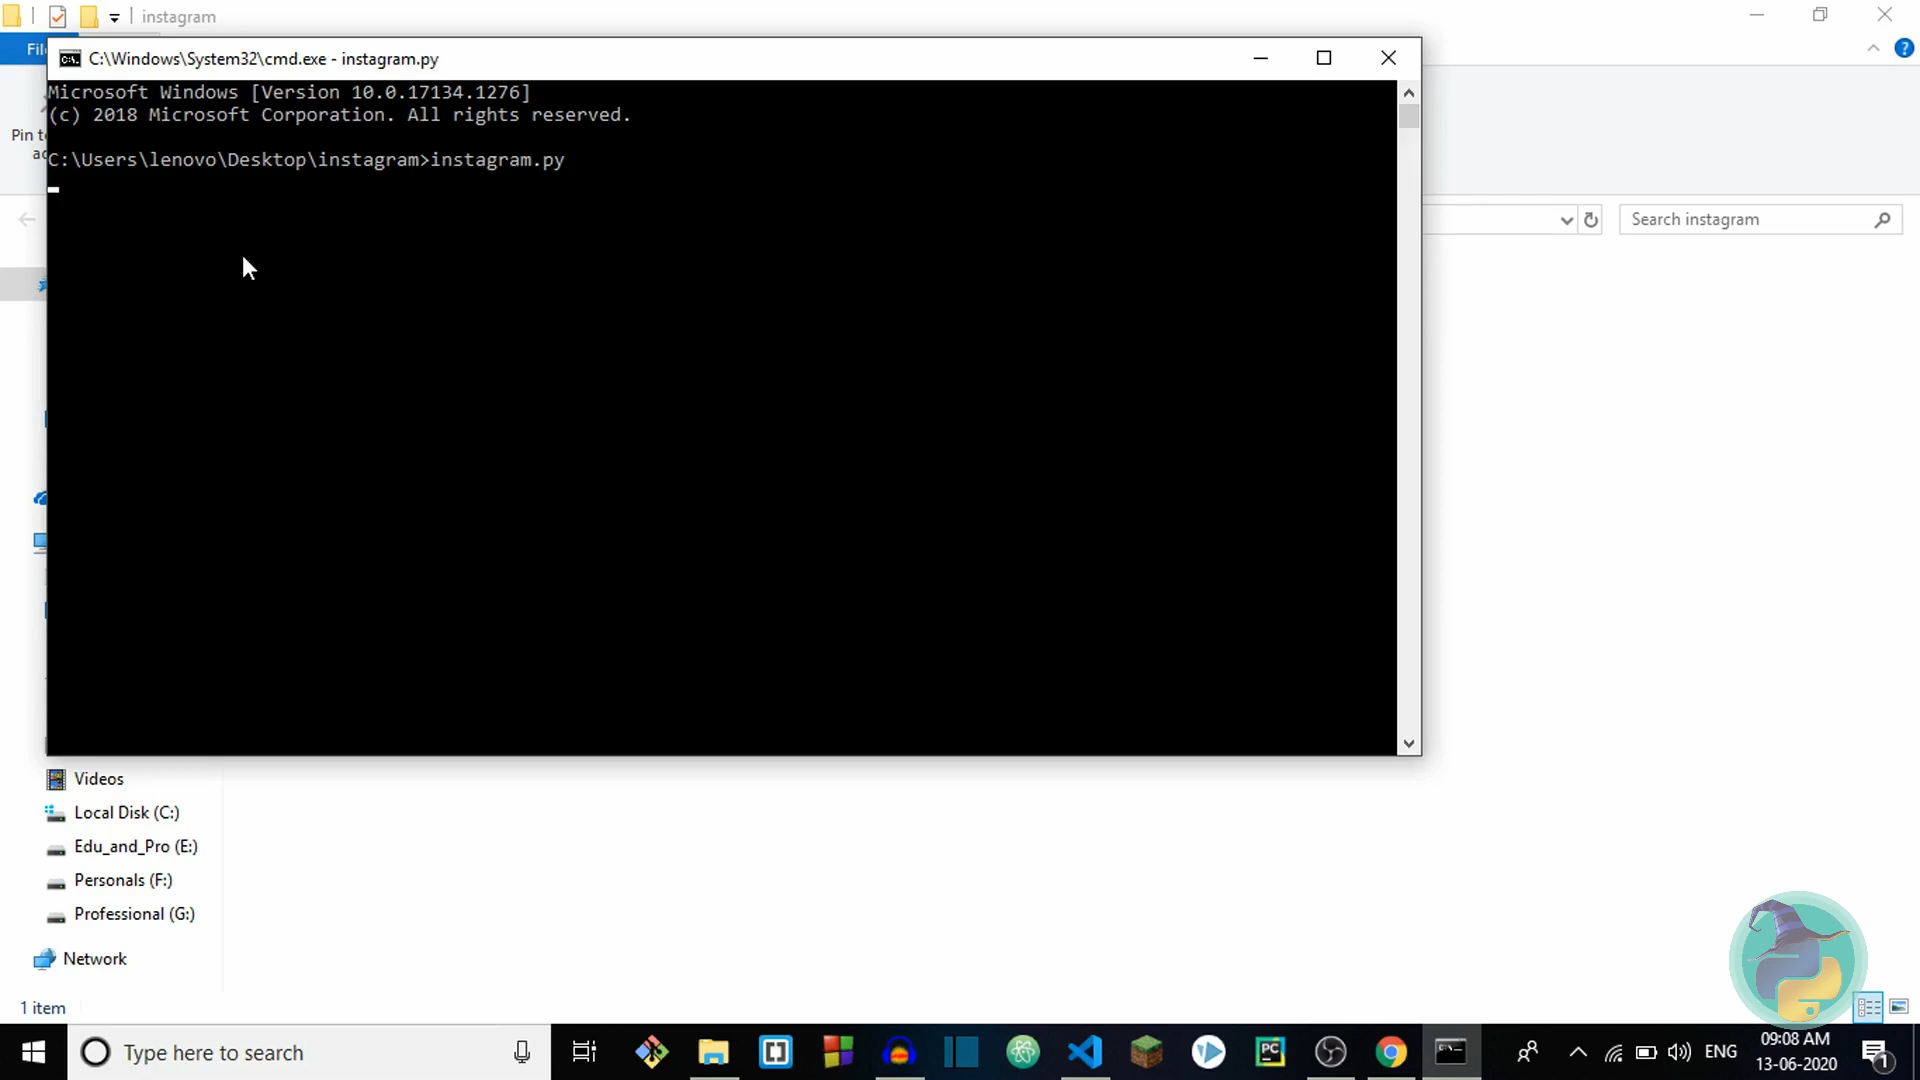 instagram
C:\Windows\System32\cmd.exe - instagram.py
Microsoft Windows [Version 10.0.17134.1276]
(c) 2018 Microsoft Corporation. All rights reserved.
C:\Users\lenovo\Desktop\instagram>instagram.py
Search instagram
Videos
Local Disk (C:)
Edu_and_Pro (E:)
Personals (F:)
Professional (G:)
Network
1 item
Type here to search
PC
ENG
09:08 AM
13-06-2020
1